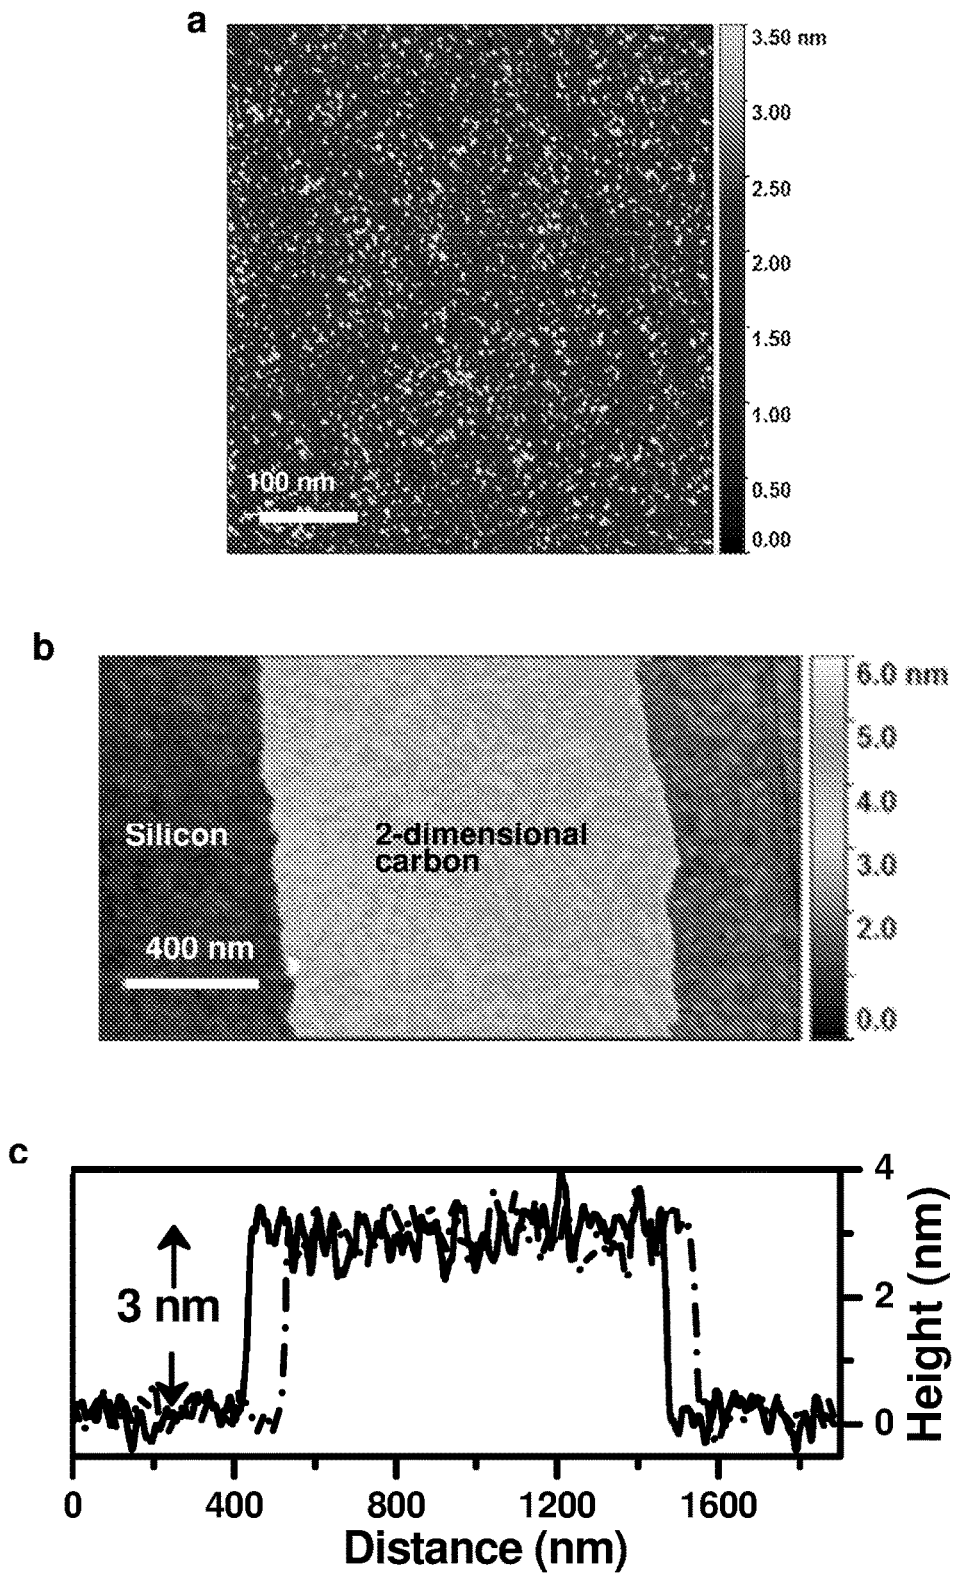 a
3.50 nm
3.00
2.50
2.00
1.50
1.00
0.50
0.00
100 nm
b
6.0 nm
5.0
4.0
3.0
2.0
0.0
Silicon
2-dimensional
carbon
400 nm
c
4
2
0
Height (nm)
3 nm
0 400 800 1200 1600
Distance (nm)